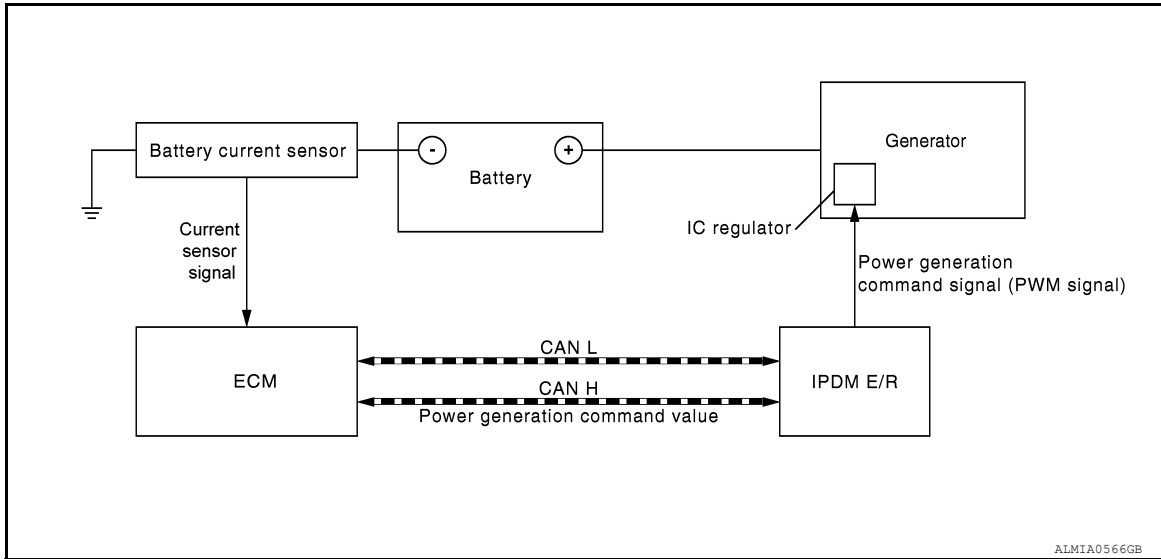 Battery current sensor
-
+
Battery
Generator
IC regulator
Current
sensor
signal
Power generation
command signal (PWM signal)
ECM
CAN L
CAN H
Power generation command value
IPDM E/R
ALMIA0566GB